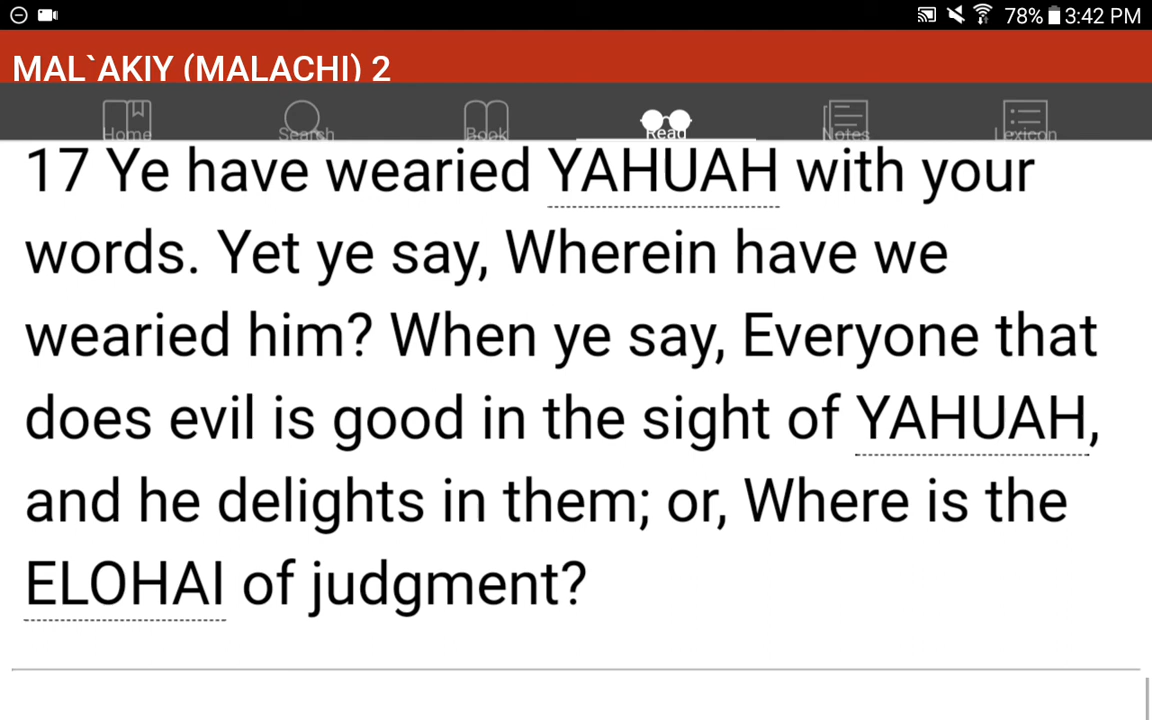 78% 3:42 PM
MAL`AKIY (MALACHI) 2
Home Search Book Read Notes Lexicon
17 Ye have wearied YAHUAH with your
words. Yet ye say, Wherein have we
wearied him? When ye say, Everyone that
does evil is good in the sight of YAHUAH,
and he delights in them; or, Where is the
ELOHAI of judgment?